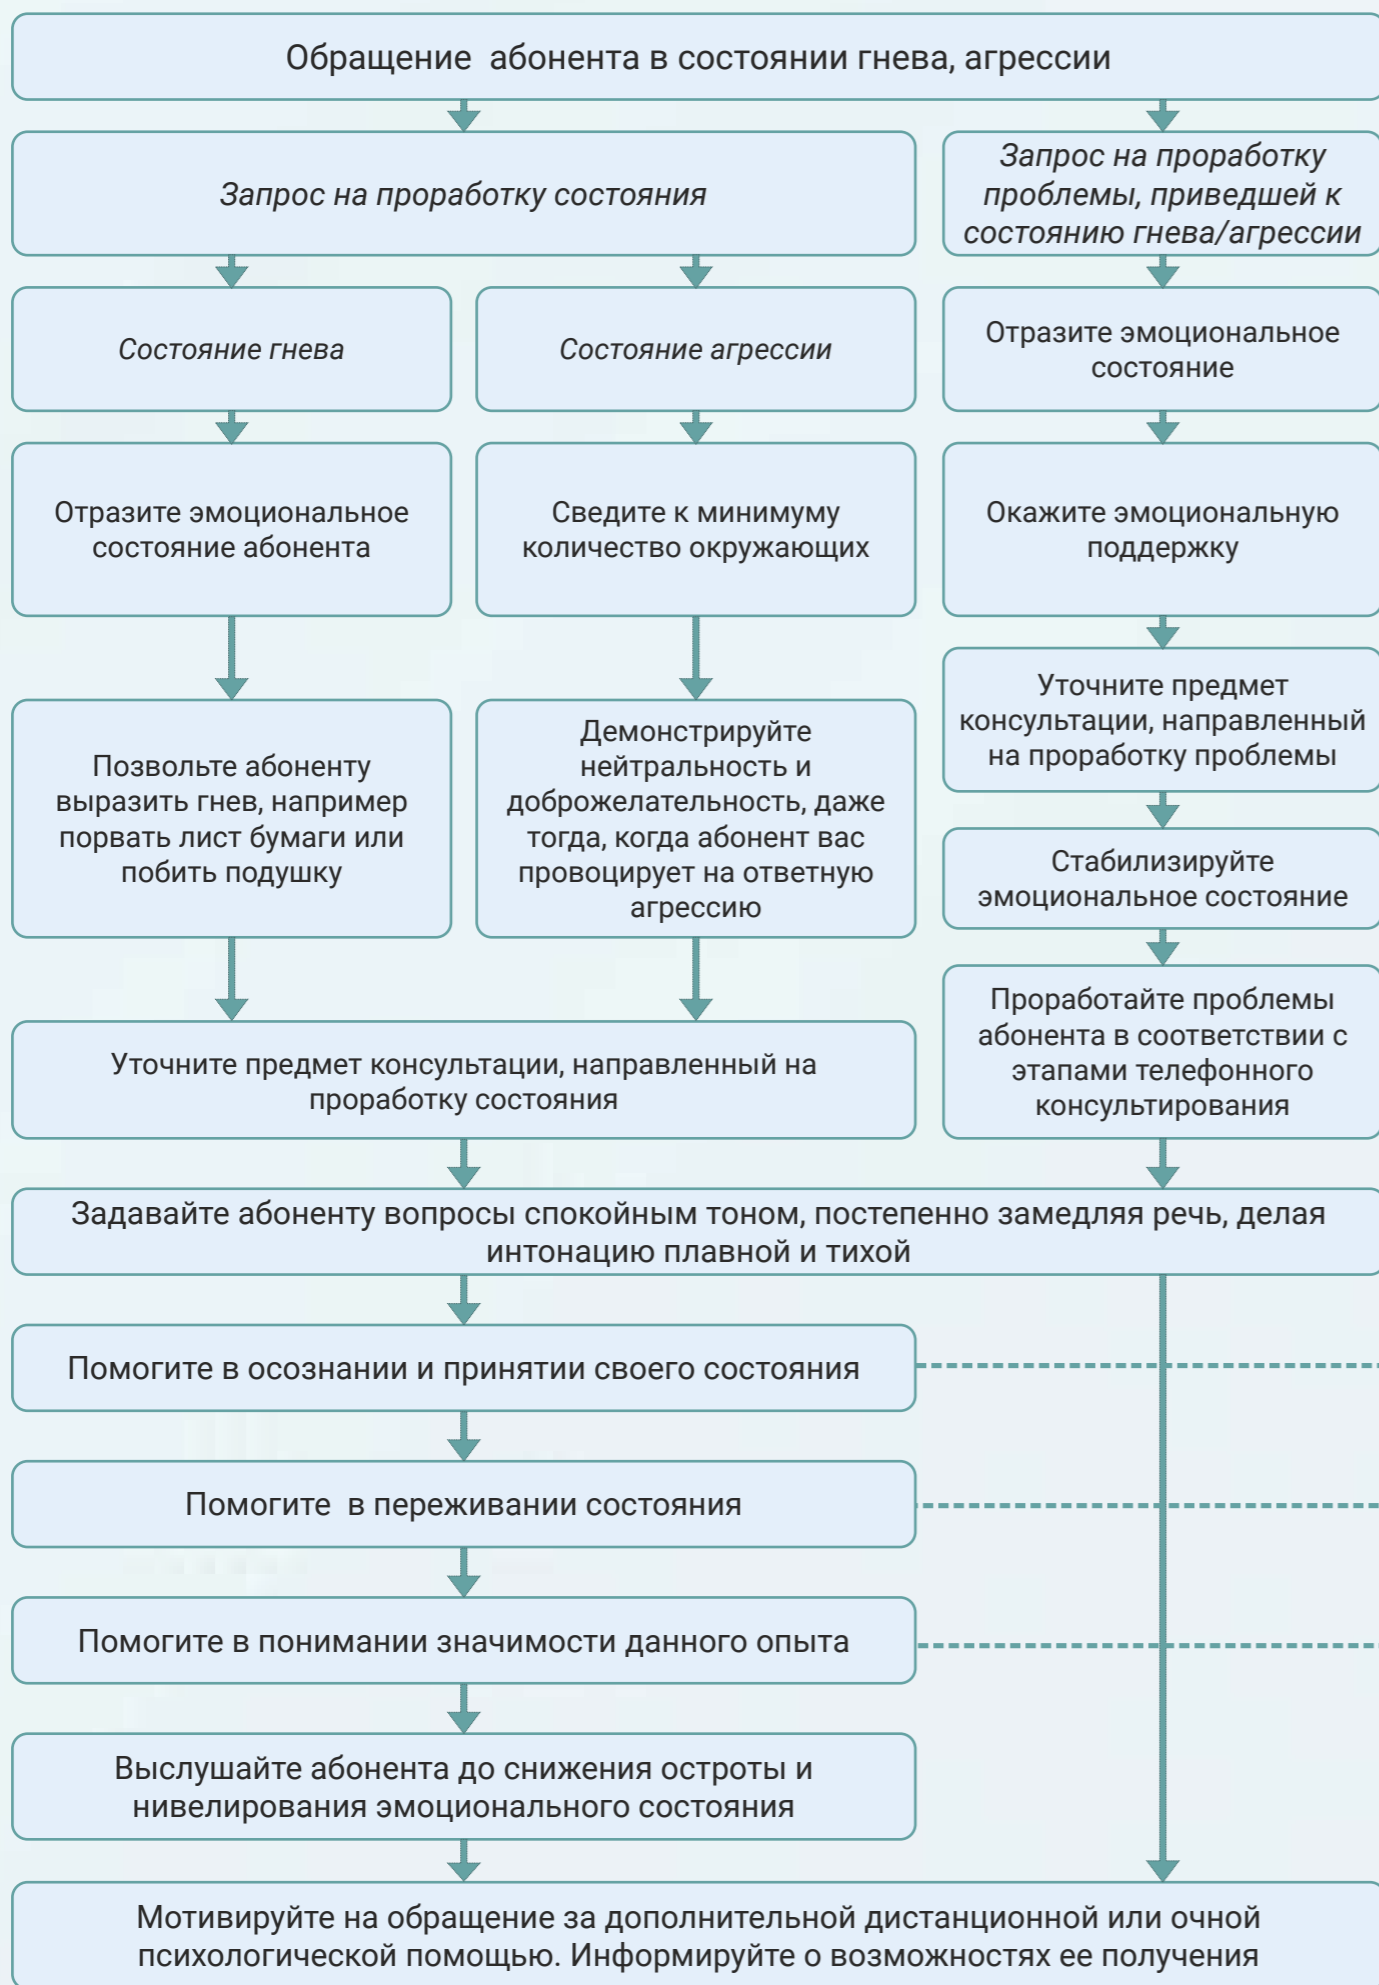 Обращение абонента в состоянии гнева, агрессии
Запрос на проработку состояния
Запрос на проработку
проблемы, приведшей к
состоянию гнева/агрессии
Состояние гнева
Состояние агрессии
Отразите эмоциональное
состояние
Отразите эмоциональное
состояние абонента
Сведите к минимуму
количество окружающих
Окажите эмоциональную
поддержку
Позвольте абоненту
выразить гнев, например
порвать лист бумаги или
побить подушку
Демонстрируйте
нейтральность и
доброжелательность, даже
тогда, когда абонент вас
провоцирует на ответную
агрессию
Уточните предмет
консультации, направленный
на проработку проблемы
Стабилизируйте
эмоциональное состояние
Проработайте проблемы
абонента в соответствии с
этапами телефонного
консультирования
Уточните предмет консультации, направленный на
проработку состояния
Задавайте абоненту вопросы спокойным тоном, постепенно замедляя речь, делая
интонацию плавной и тихой
Помогите в осознании и принятии своего состояния
Помогите в переживании состояния
Помогите в понимании значимости данного опыта
Выслушайте абонента до снижения остроты и
нивелирования эмоционального состояния
Мотивируйте на обращение за дополнительной дистанционной или очной
психологической помощью. Информируйте о возможностях ее получения